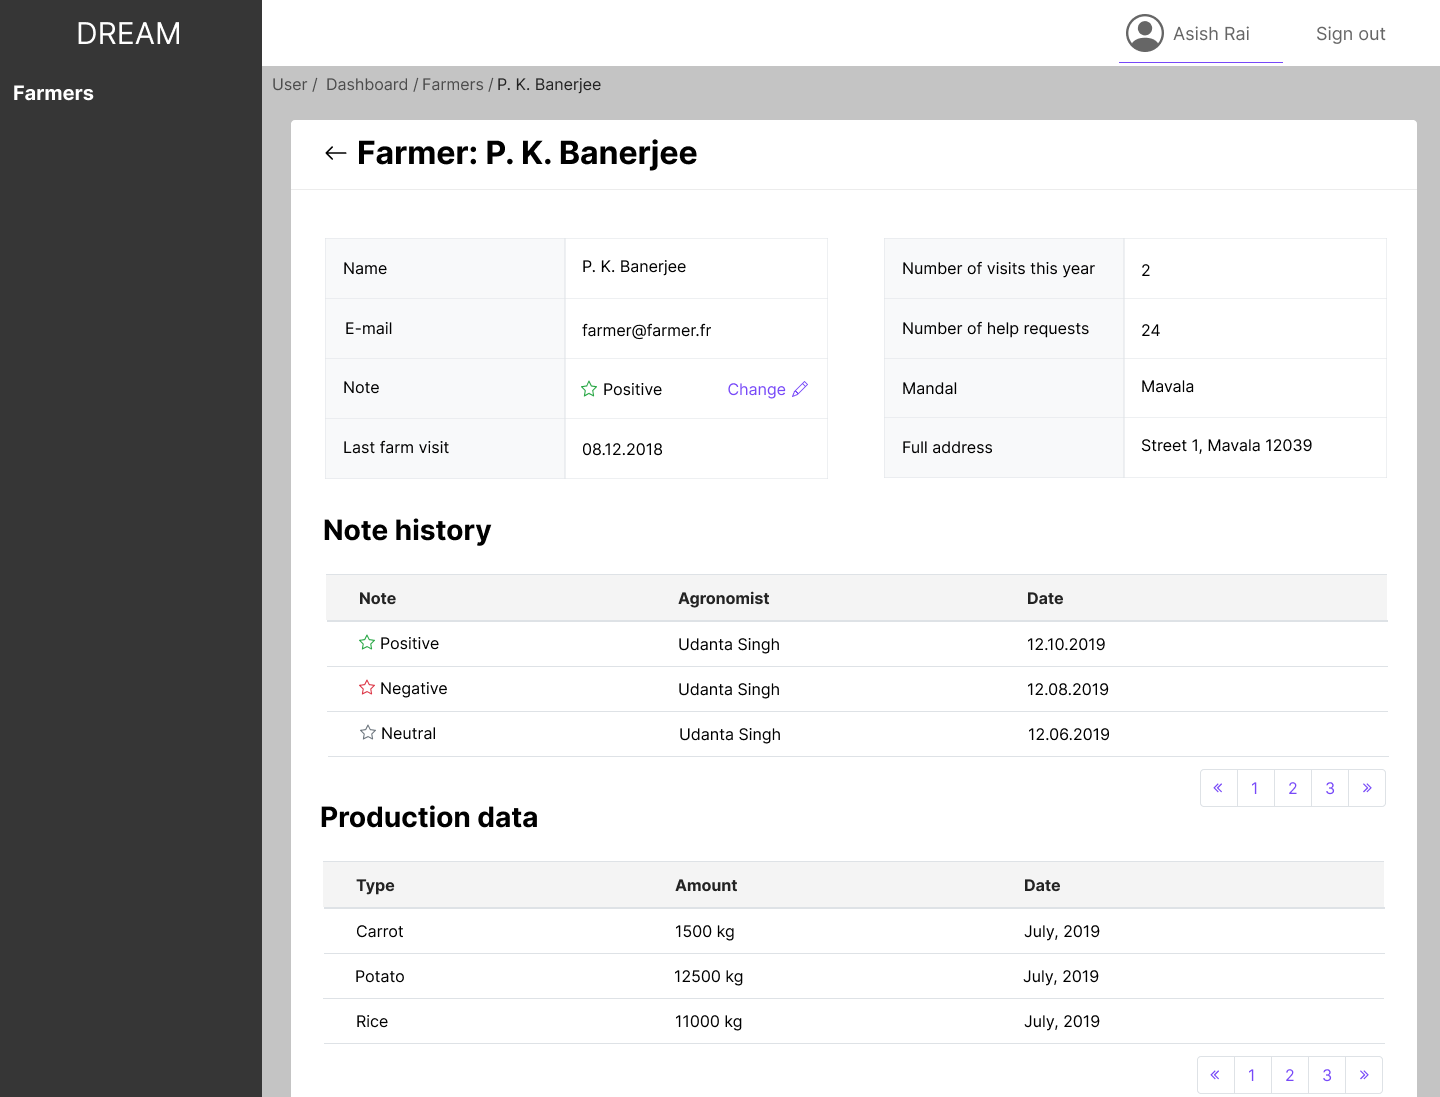 DREAM
Asish Rai
Sign out
Farmers
User / Dashboard / Farmers / P. K. Banerjee
← Farmer: P. K. Banerjee
Name P. K. Banerjee
E-mail farmer@farmer.fr
Note Positive Change
Last farm visit 08.12.2018
Number of visits this year 2
Number of help requests 24
Mandal Mavala
Full address Street 1, Mavala 12039
Note history
Note Agronomist Date
Positive Udanta Singh 12.10.2019
Negative Udanta Singh 12.08.2019
Neutral Udanta Singh 12.06.2019
« 1 2 3 »
Production data
Type Amount Date
Carrot 1500 kg July, 2019
Potato 12500 kg July, 2019
Rice 11000 kg July, 2019
« 1 2 3 »